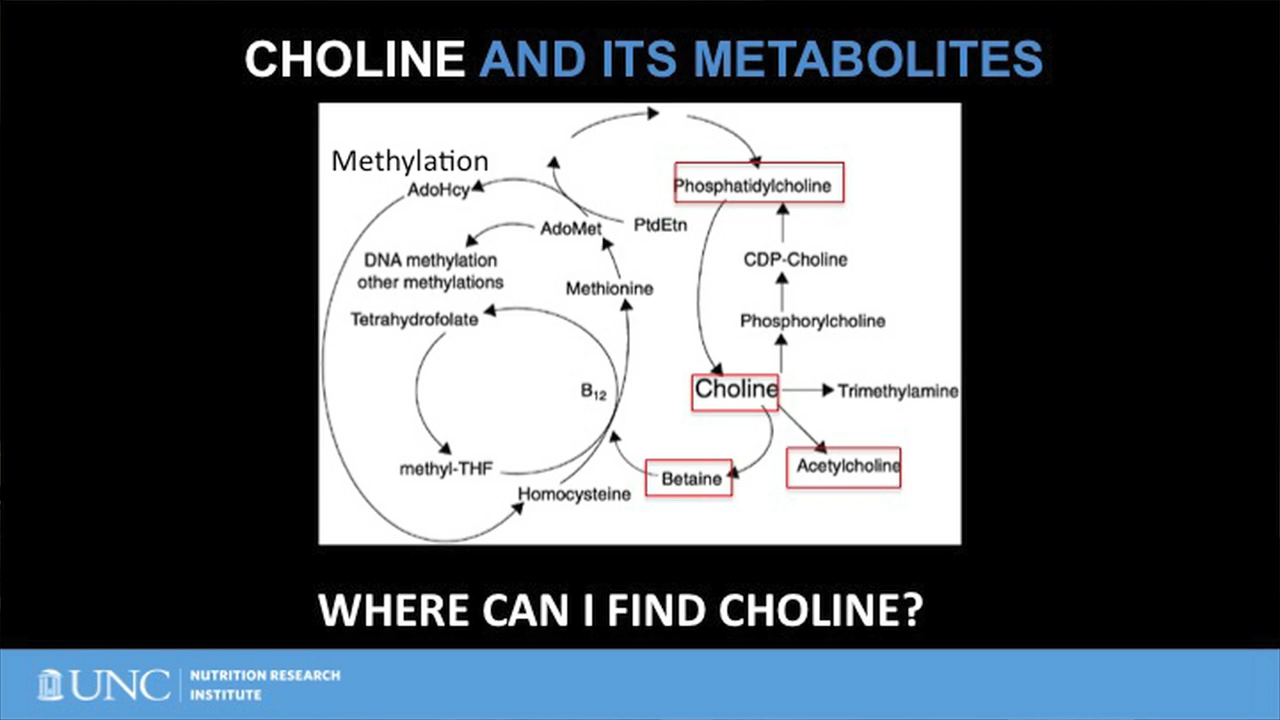 CHOLINE AND ITS METABOLITES
Methylation
AdoHcy
Phosphatidylcholine
AdoMet
PtdEtn
DNA methylation
other methylations
CDP-Choline
Methionine
Tetrahydrofolate
Phosphorylcholine
B12
Choline
Trimethylamine
methyl-THF
Betaine
Acetylcholine
Homocysteine
WHERE CAN I FIND CHOLINE?
UNC
NUTRITION RESEARCH
INSTITUTE